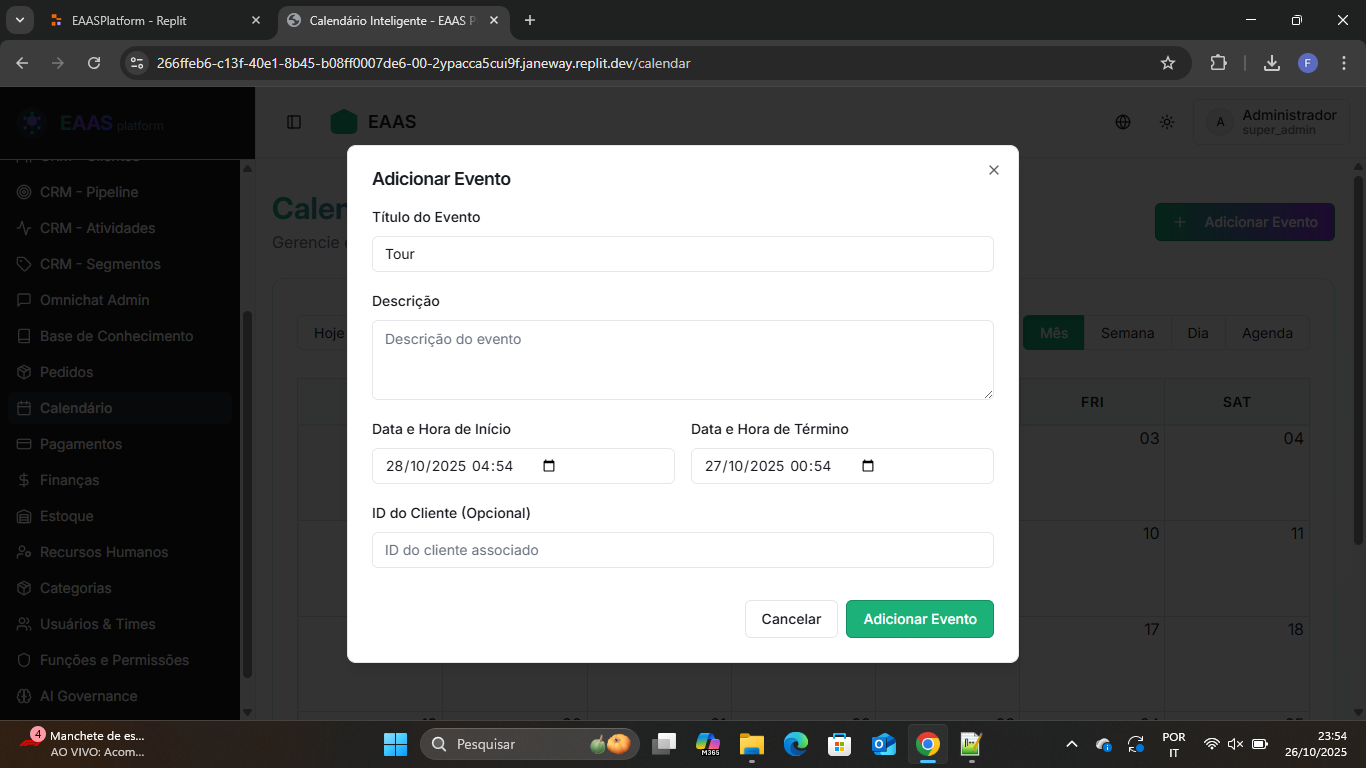 EAASPlatform - Replit
Calendário Inteligente - EAAS P
266ffeb6-c13f-40e1-8b45-b08ff0007de6-00-2ypacca5cui9f.janeway.replit.dev/calendar
F
EAAS platform
EAAS
A
Administrador
super_admin
CRM - Clientes
CRM - Pipeline
CRM - Atividades
CRM - Segmentos
Omnichat Admin
Base de Conhecimento
Pedidos
Calendário
Pagamentos
Finanças
Estoque
Recursos Humanos
Categorias
Usuários & Times
Funções e Permissões
AI Governance
Calen
Gerencie
Adicionar Evento
Hoje
Mês
Semana
Dia
Agenda
FRI
SAT
03
04
10
11
17
18
Adicionar Evento
Título do Evento
Tour
Descrição
Descrição do evento
Data e Hora de Início
Data e Hora de Término
28/10/2025 04:54
27/10/2025 00:54
ID do Cliente (Opcional)
ID do cliente associado
Cancelar
Adicionar Evento
4
Manchete de es...
AO VIVO: Acom...
Pesquisar
M365
POR
IT
23:54
26/10/2025